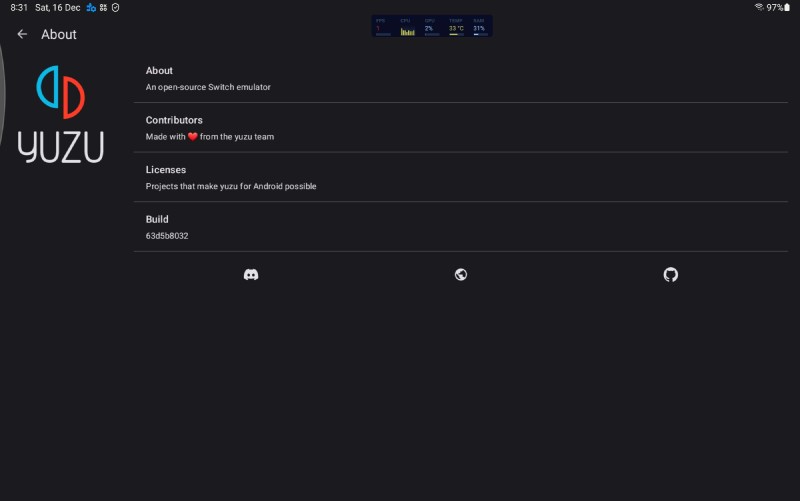 8:31 Sat, 16 Dec 97%
FPS CPU GPU TEMP RAM
1 2% 33 °C 31%
About
YUZU
About
An open-source Switch emulator
Contributors
Made with ❤️ from the yuzu team
Licenses
Projects that make yuzu for Android possible
Build
63d5b8032